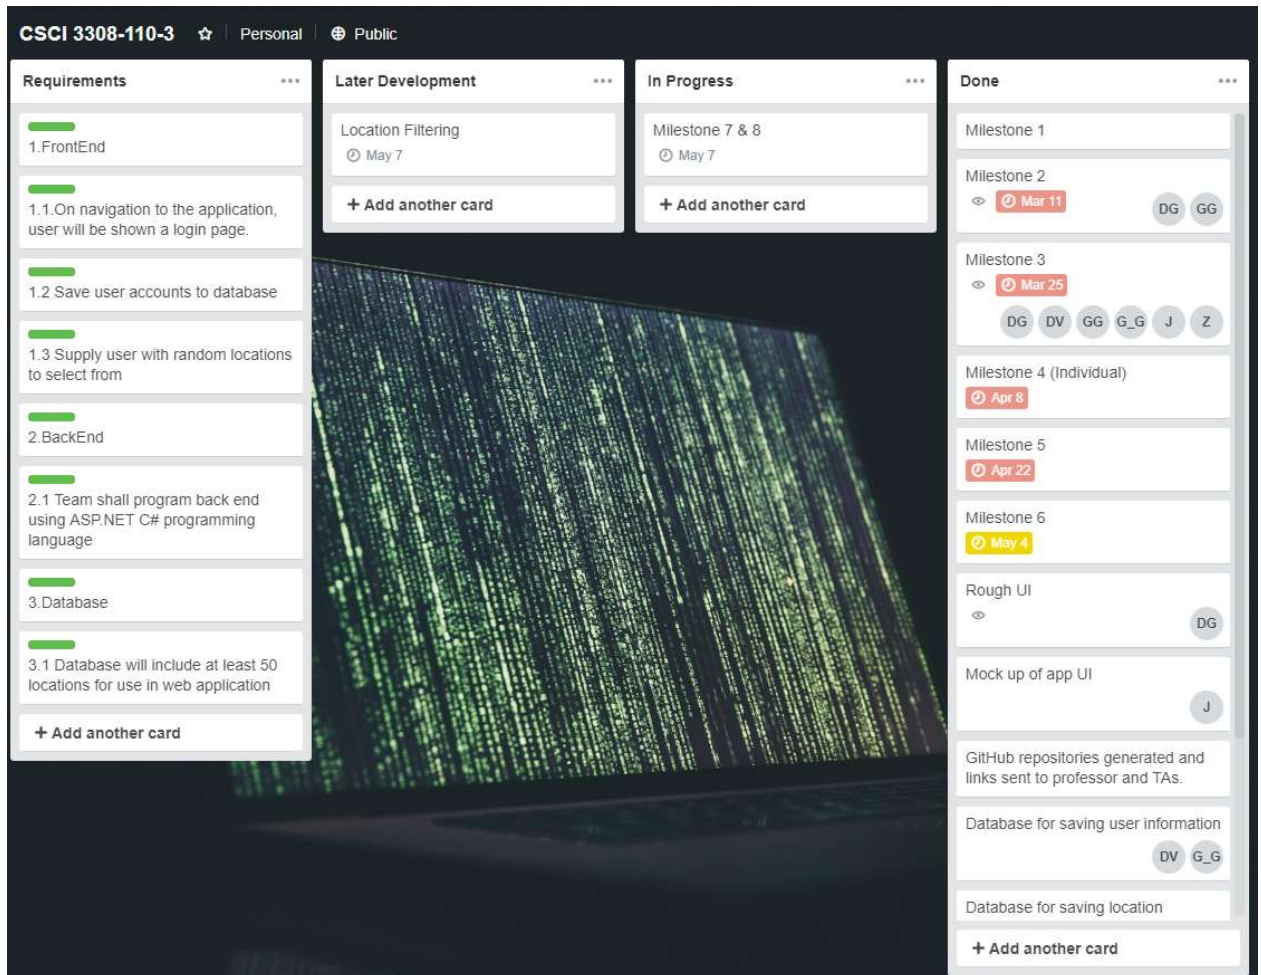 CSCI 3308-110-3
Personal
Public
Requirements
1.FrontEnd
1.1.On navigation to the application,
user will be shown a login page.
1.2 Save user accounts to database
1.3 Supply user with random locations
to select from
2.BackEnd
2.1 Team shall program back end
using ASP.NET C# programming
language
3.Database
3.1 Database will include at least 50
locations for use in web application
+ Add another card
Later Development
Location Filtering
May 7
+ Add another card
In Progress
Milestone 7 & 8
May 7
+ Add another card
Done
Milestone 1
Milestone 2
Mar 11
DG GG
Milestone 3
Mar 25
DG DV GG G_G J Z
Milestone 4 (Individual)
Apr 8
Milestone 5
Apr 22
Milestone 6
May 4
Rough UI
DG
Mock up of app UI
J
GitHub repositories generated and
links sent to professor and TAs.
Database for saving user information
DV G_G
Database for saving location
+ Add another card